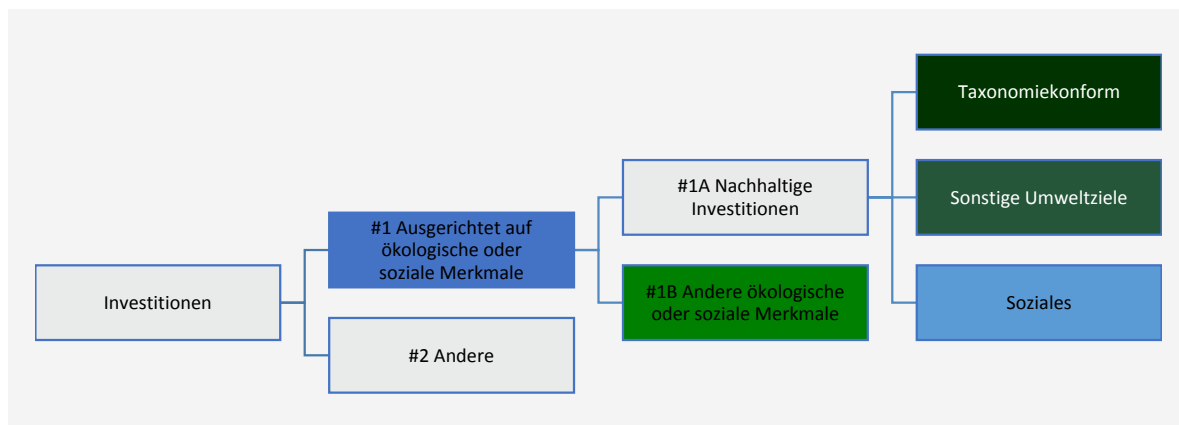 Investitionen
#1 Ausgerichtet auf
ökologische oder
soziale Merkmale
#2 Andere
#1A Nachhaltige
Investitionen
#1B Andere ökologische
oder soziale Merkmale
Taxonomiekonform
Sonstige Umweltziele
Soziales